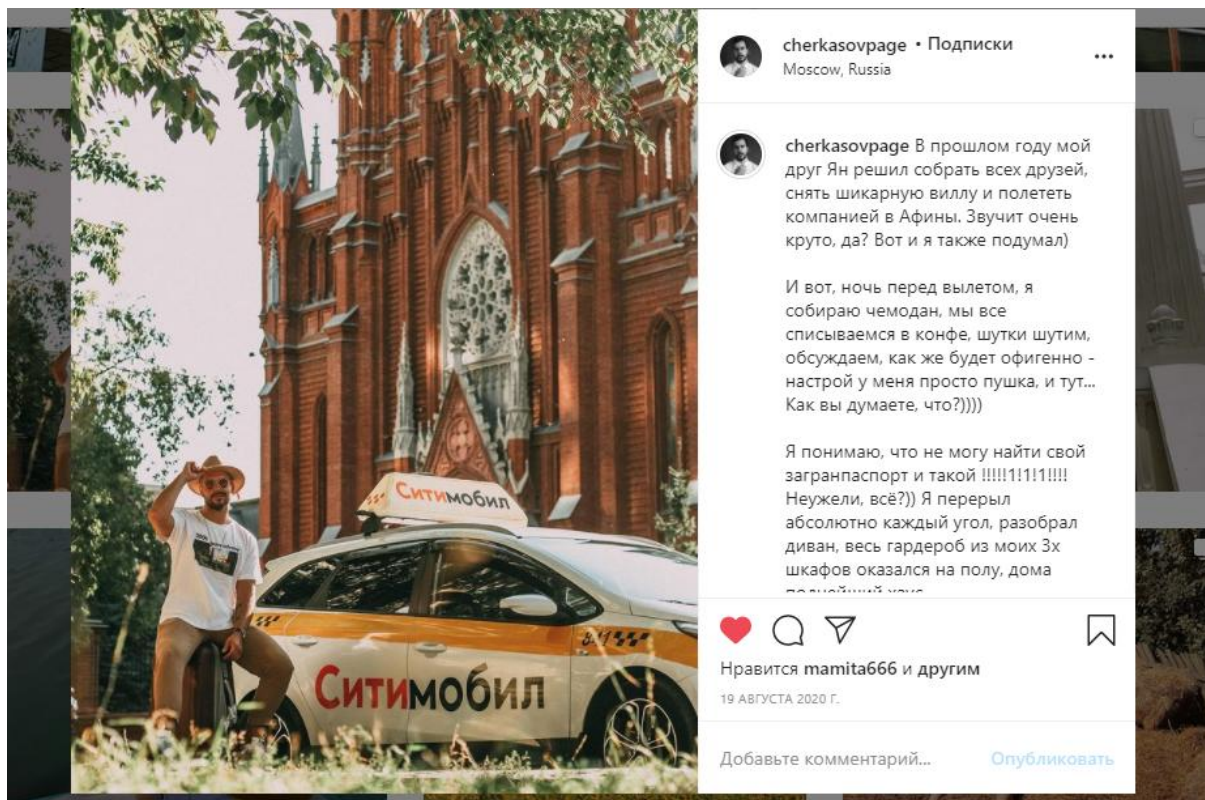 cherkasovpage • Подписки
Moscow, Russia
cherkasovpage В прошлом году мой
друг Ян решил собрать всех друзей,
снять шикарную виллу и полететь
компанией в Афины. Звучит очень
круто, да? Вот и я также подумал)
И вот, ночь перед вылетом, я
собираю чемодан, мы все
списываемся в конфе, шутки шутим,
обсуждаем, как же будет офигенно -
настрой у меня просто пушка, и тут...
Как вы думаете, что?))))
Я понимаю, что не могу найти свой
загранпаспорт и такой !!!!!1!1!1!!!!
Неужели, всё?)) Я перерыл
абсолютно каждый угол, разобрал
диван, весь гардероб из моих 3х
шкафов оказался на полу, дома
Ситимобил
Ситимобил
Нравится mamita666 и другим
19 АВГУСТА 2020 Г.
Добавьте комментарий... Опубликовать